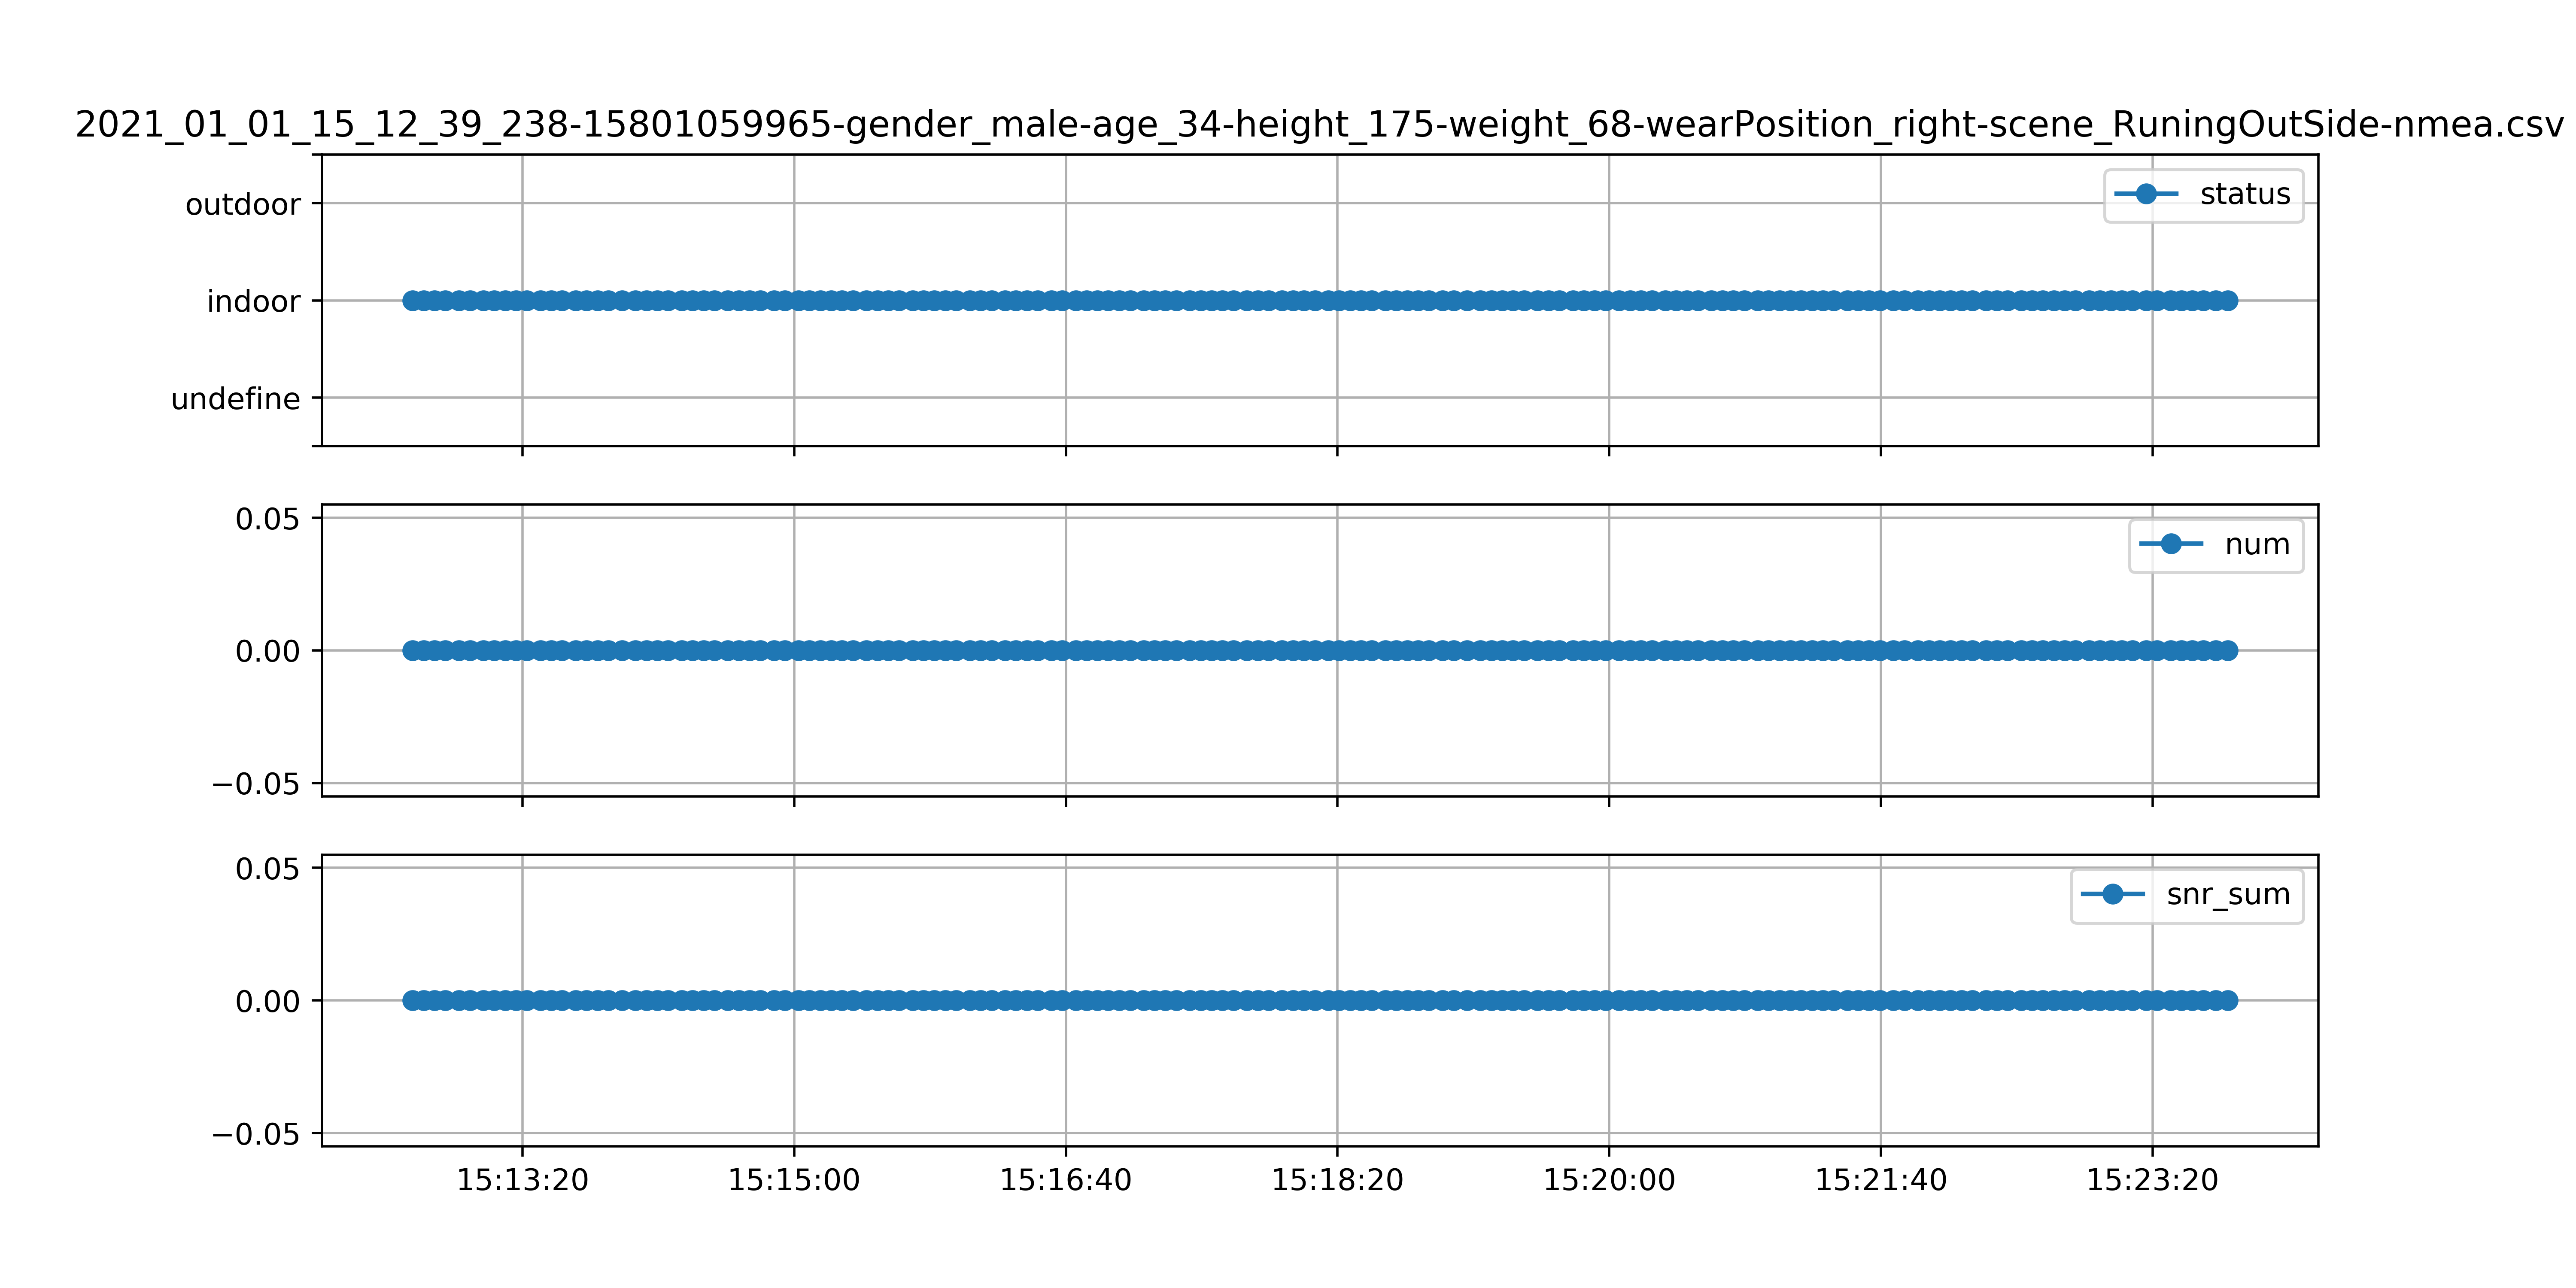 2021_01_01_15_12_39_238-15801059965-gender_male-age_34-height_175-weight_68-wearPosition_right-scene_RuningOutSide-nmea.csv
outdoor
status
indoor
undefine
0.05
num
0.00
−0.05
0.05
snr_sum
0.00
−0.05
15:13:20 15:15:00 15:16:40 15:18:20 15:20:00 15:21:40 15:23:20